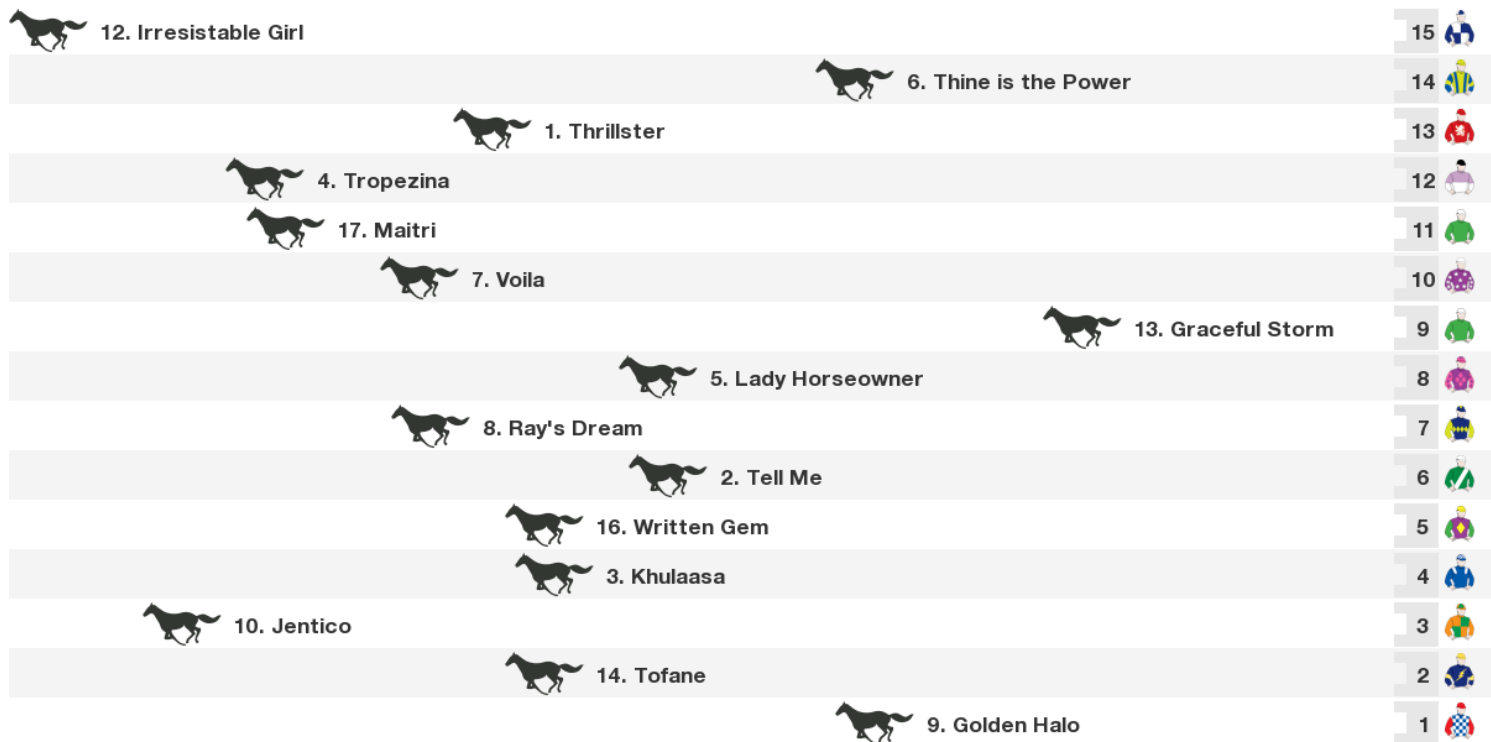 12. Irresistable Girl 15
6. Thine is the Power 14
1. Thrillster 13
4. Tropezina 12
17. Maitri 11
7. Voila 10
13. Graceful Storm 9
5. Lady Horseowner 8
8. Ray's Dream 7
2. Tell Me 6
16. Written Gem 5
3. Khulaasa 4
10. Jentico 3
14. Tofane 2
9. Golden Halo 1